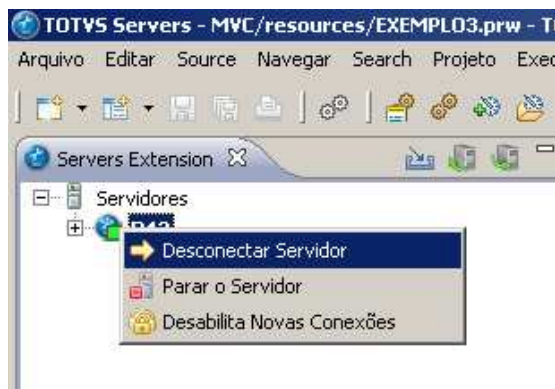 TOTVS Servers - MVC/resources/EXEMPLO3.prw - T
Arquivo Editar Source Navegar Search Projeto Exec
Servers Extension
Servidores
Desconectar Servidor
Parar o Servidor
Desabilita Novas Conexões